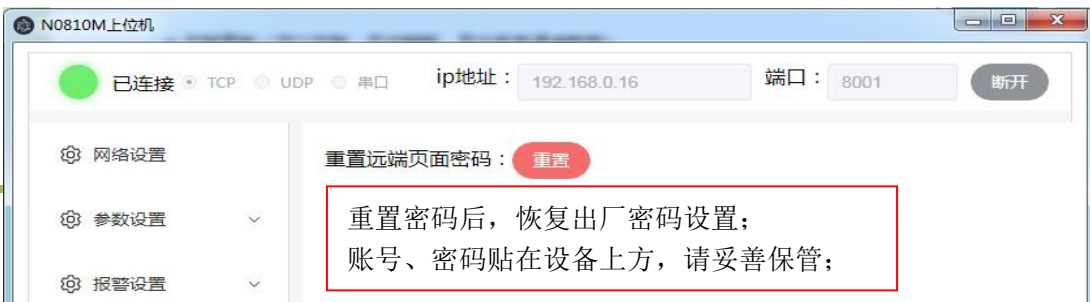 N0810M上位机
已连接 TCP UDP 串口 ip地址： 192.168.0.16 端口： 8001 断开
网络设置
重置远端页面密码： 重置
参数设置
重置密码后，恢复出厂密码设置；
账号、密码贴在设备上方，请妥善保管；
报警设置